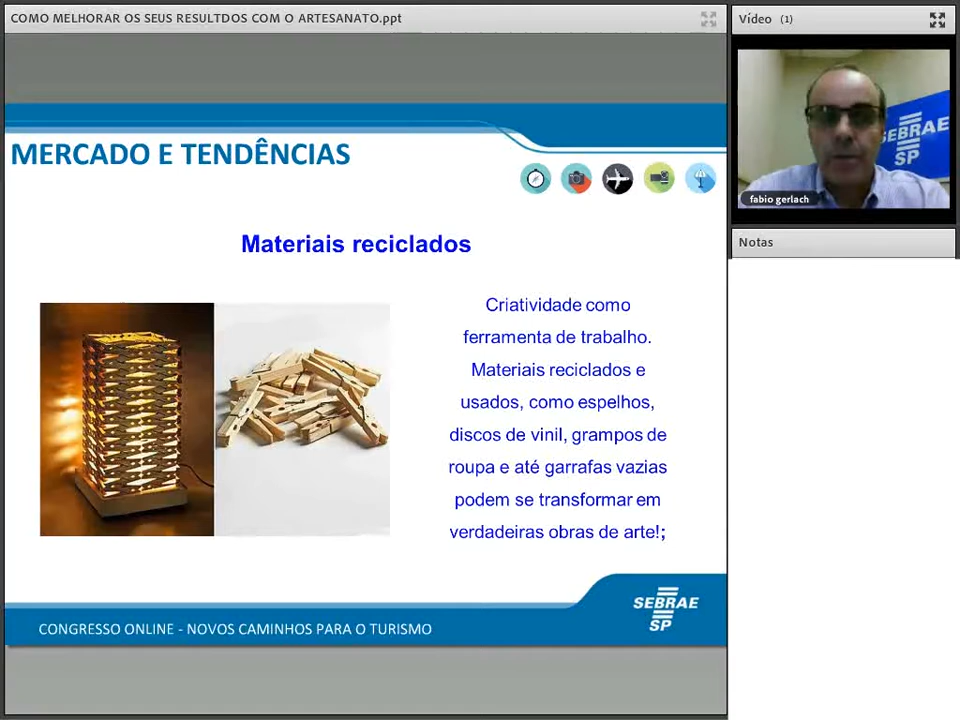 COMO MELHORAR OS SEUS RESULTDOS COM O ARTESANATO.ppt
Vídeo (1)
MERCADO E TENDÊNCIAS
SEBRAE
SP
fabio gerlach
Notas
Materiais reciclados
Criatividade como
ferramenta de trabalho.
Materiais reciclados e
usados, como espelhos,
discos de vinil, grampos de
roupa e até garrafas vazias
podem se transformar em
verdadeiras obras de arte!;
SEBRAE
SP
CONGRESSO ONLINE - NOVOS CAMINHOS PARA O TURISMO